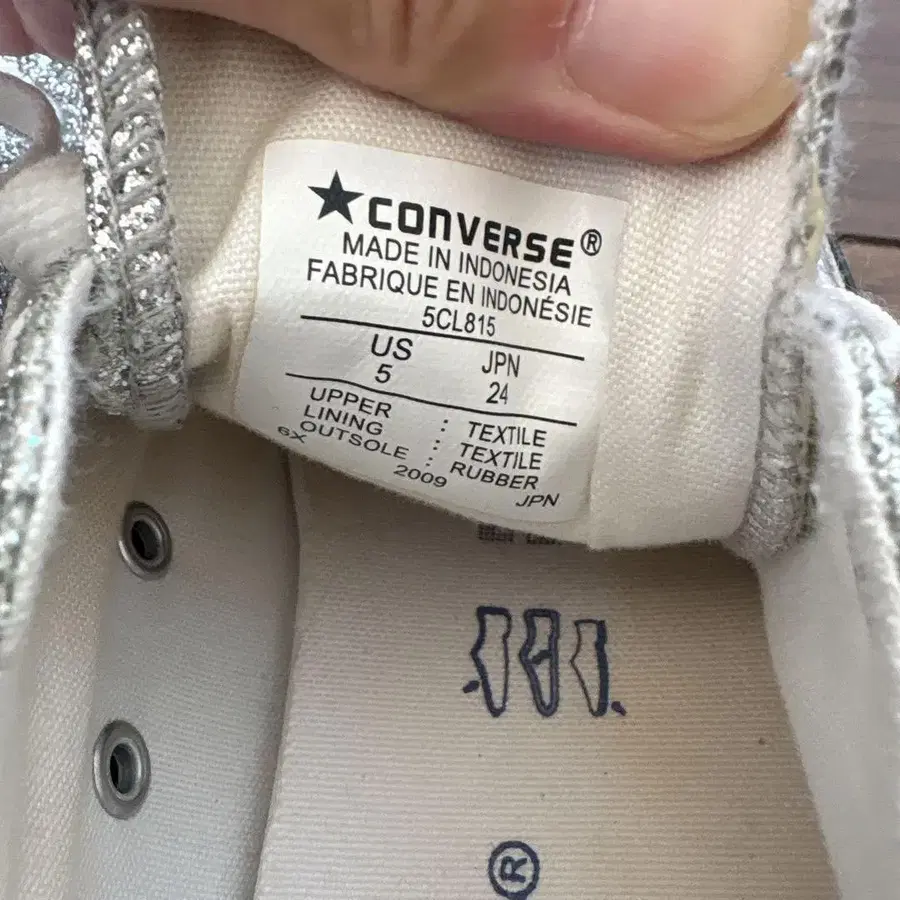 ★CONVERSE®
MADE IN INDONESIA
FABRIQUE EN INDONÉSIE
5CL815
US JPN
5 24
UPPER : TEXTILE
LINING : TEXTILE
OUTSOLE : RUBBER
6X 2009 JPN
®